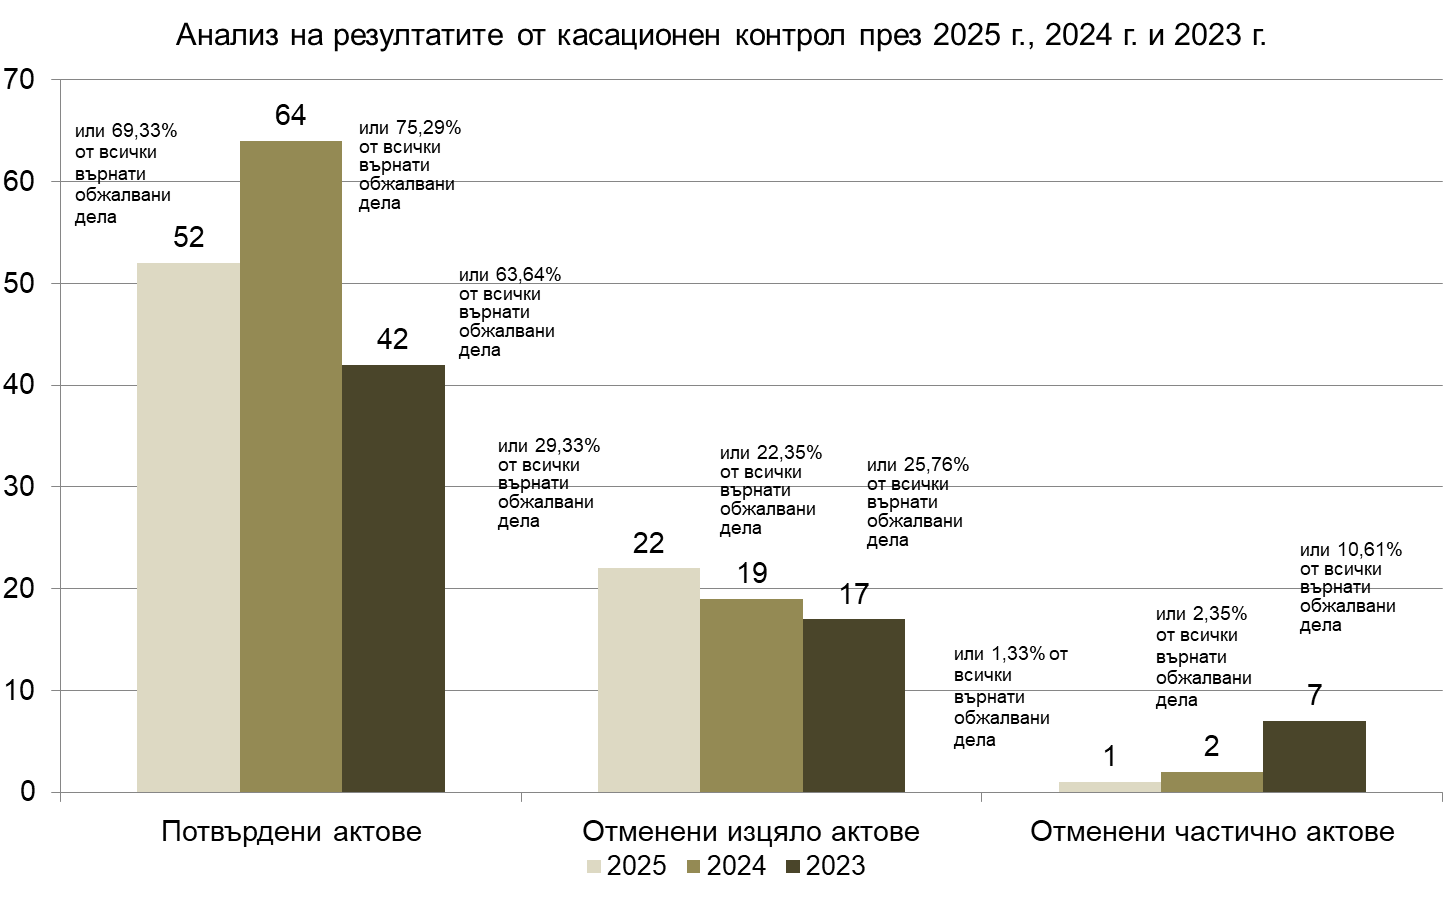 Анализ на резултатите от касационен контрол през 2025 г., 2024 г. и 2023 г.
70
60
50
40
30
20
10
0
или 69,33%
от всички
върнати
обжалвани
дела
52
64
или 75,29%
от всички
върнати
обжалвани
дела
42
или 63,64%
от всички
върнати
обжалвани
дела
или 29,33%
от всички
върнати
обжалвани
дела
22
или 22,35%
от всички
върнати
обжалвани
дела
19
или 25,76%
от всички
върнати
обжалвани
дела
17
или 1,33% от
всички
върнати
обжалвани
дела
1
или 2,35%
от всички
върнати
обжалвани
дела
2
или 10,61%
от всички
върнати
обжалвани
дела
7
Потвърдени актове
Отменени изцяло актове
Отменени частично актове
2025 2024 2023